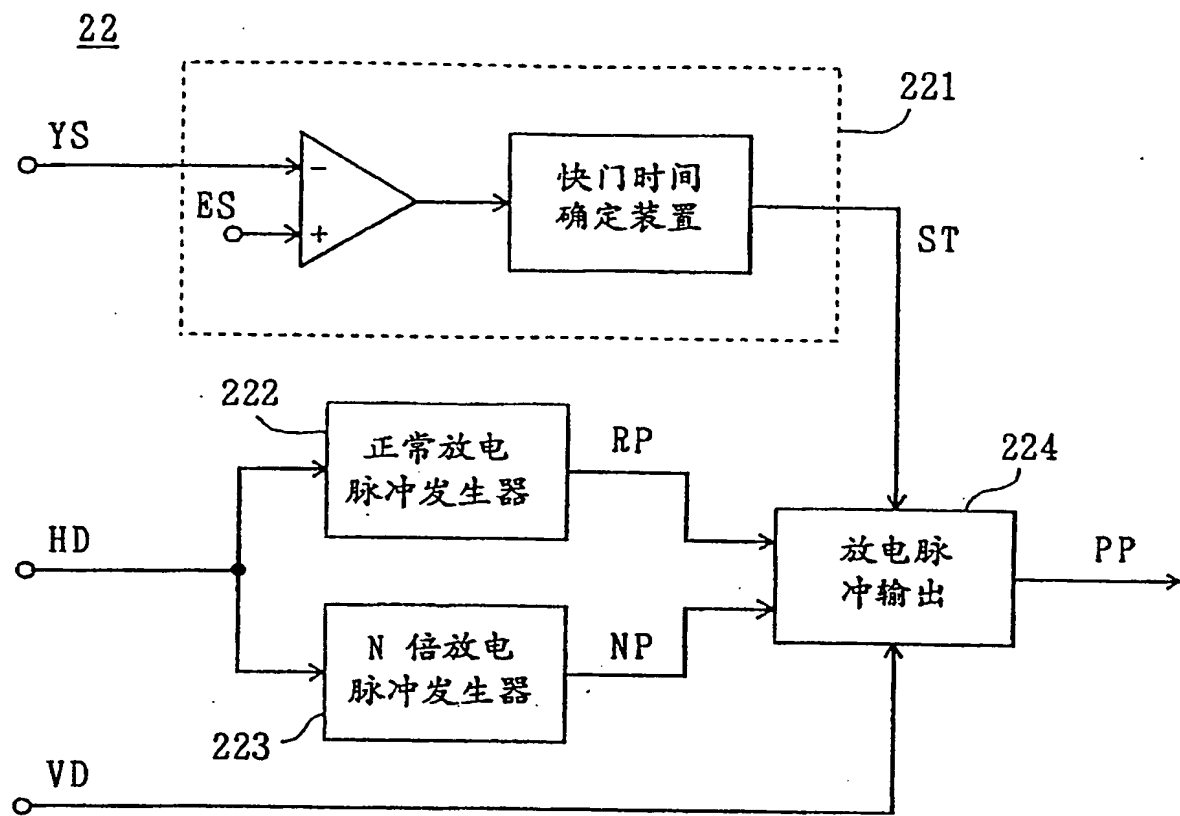 22
221
YS
-
快门时间
确定装置
ES
+
ST
222
正常放电
脉冲发生器
RP
224
HD
放电脉
冲输出
PP
N 倍放电
脉冲发生器
NP
223
VD